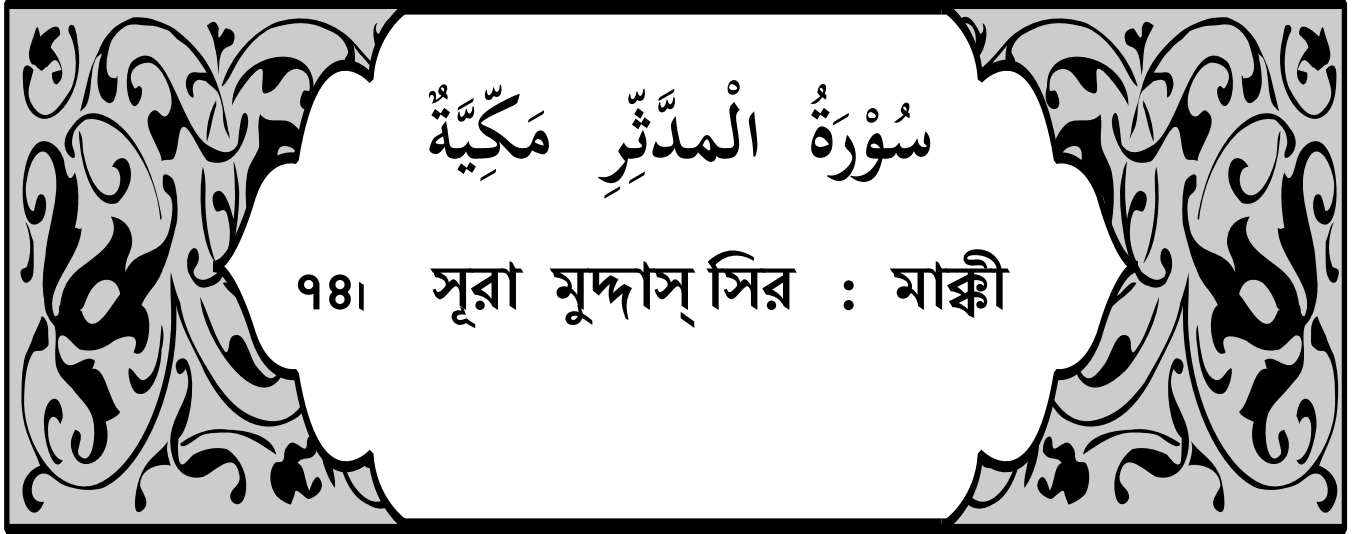 سُوْرَةُ الْمدَّثِّرِ مَكِّيَّةٌ
৭৪। সূরা মুদ্দাস্ সির : মাক্কী